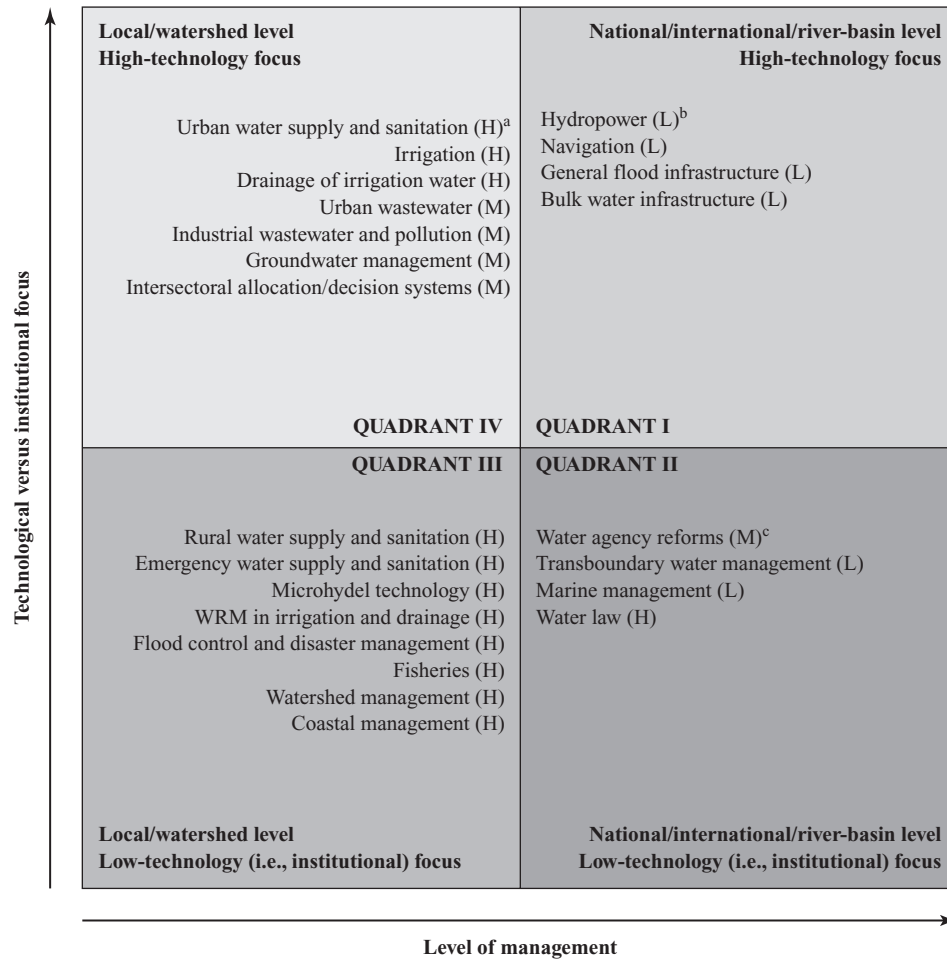 Technological versus institutional focus
Local/watershed level
High-technology focus
Urban water supply and sanitation (H)a
Irrigation (H)
Drainage of irrigation water (H)
Urban wastewater (M)
Industrial wastewater and pollution (M)
Groundwater management (M)
Intersectoral allocation/decision systems (M)
QUADRANT IV
National/international/river-basin level
High-technology focus
Hydropower (L)b
Navigation (L)
General flood infrastructure (L)
Bulk water infrastructure (L)
QUADRANT I
QUADRANT III
Rural water supply and sanitation (H)
Emergency water supply and sanitation (H)
Microhydel technology (H)
WRM in irrigation and drainage (H)
Flood control and disaster management (H)
Fisheries (H)
Watershed management (H)
Coastal management (H)
Local/watershed level
Low-technology (i.e., institutional) focus
QUADRANT II
Water agency reforms (M)c
Transboundary water management (L)
Marine management (L)
Water law (H)
National/international/river-basin level
Low-technology (i.e., institutional) focus
Level of management